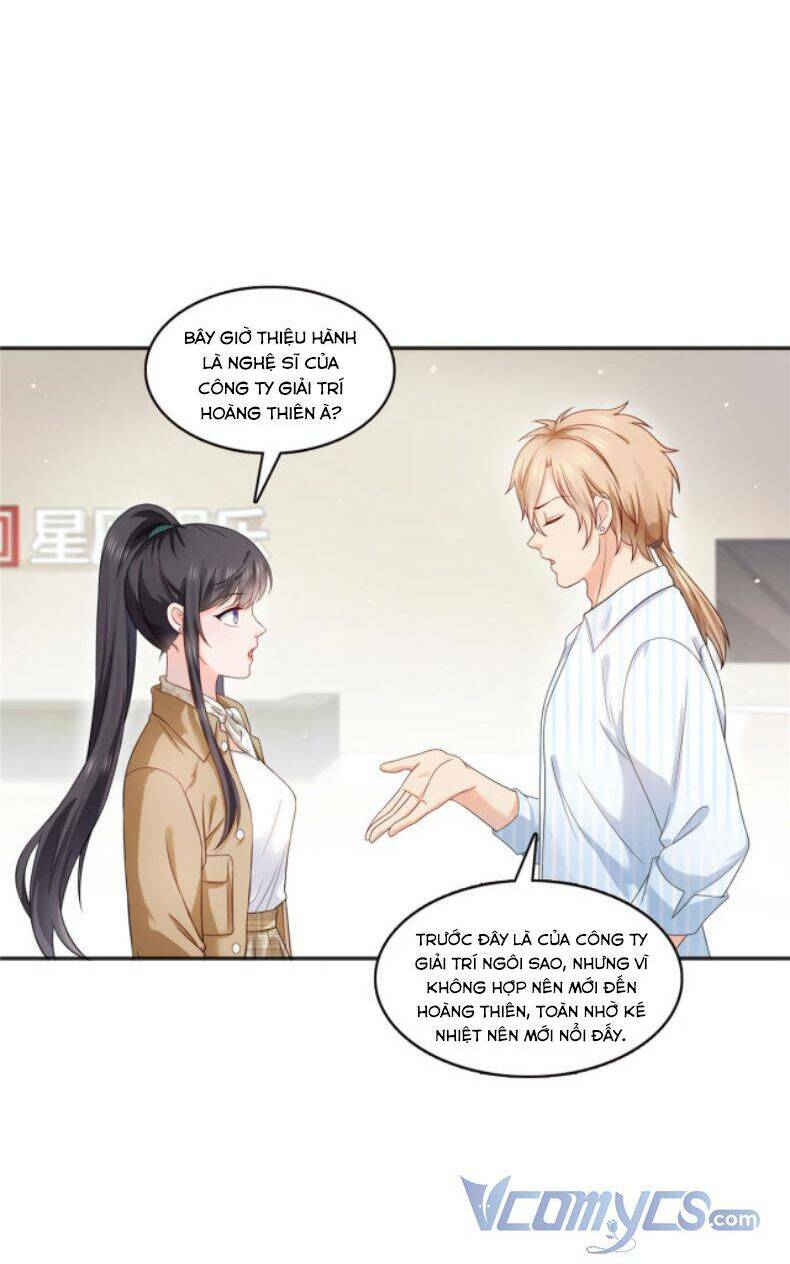 BÂY GIỜ THIỆU HÀNH
LÀ NGHỆ SĨ CỦA
CÔNG TY GIẢI TRÍ
HOÀNG THIÊN À?
星
乐
TRƯỚC ĐÂY LÀ CỦA CÔNG TY
GIẢI TRÍ NGÔI SAO, NHƯNG VÌ
KHÔNG HỢP NÊN MỚI ĐẾN
HOÀNG THIÊN, TOÀN NHỜ KÉ
NHIỆT NÊN MỚI NỔI ĐẤY.
VCOMYCS.com